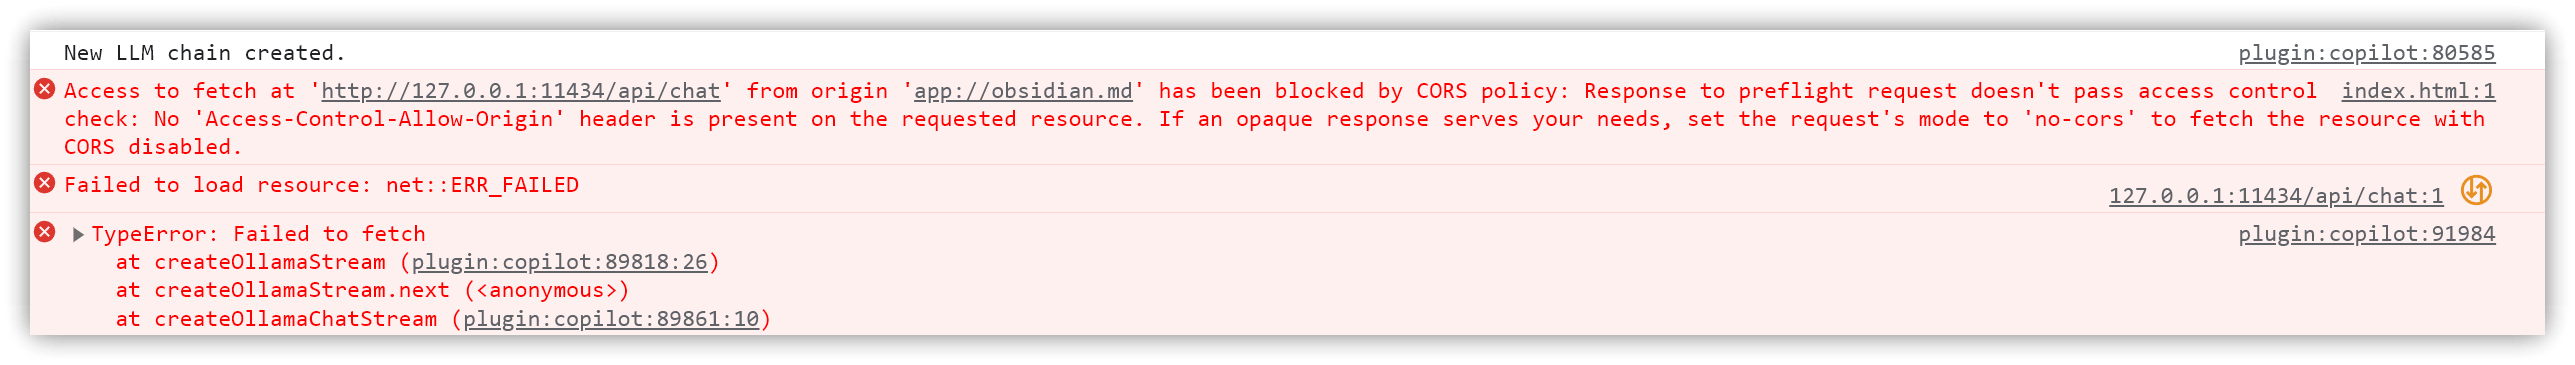 New LLM chain created. plugin:copilot:80585
Access to fetch at 'http://127.0.0.1:11434/api/chat' from origin 'app://obsidian.md' has been blocked by CORS policy: Response to preflight request doesn't pass access control index.html:1
check: No 'Access-Control-Allow-Origin' header is present on the requested resource. If an opaque response serves your needs, set the request's mode to 'no-cors' to fetch the resource with
CORS disabled.
Failed to load resource: net::ERR_FAILED 127.0.0.1:11434/api/chat:1
TypeError: Failed to fetch plugin:copilot:91984
at createOllamaStream (plugin:copilot:89818:26)
at createOllamaStream.next (<anonymous>)
at createOllamaChatStream (plugin:copilot:89861:10)